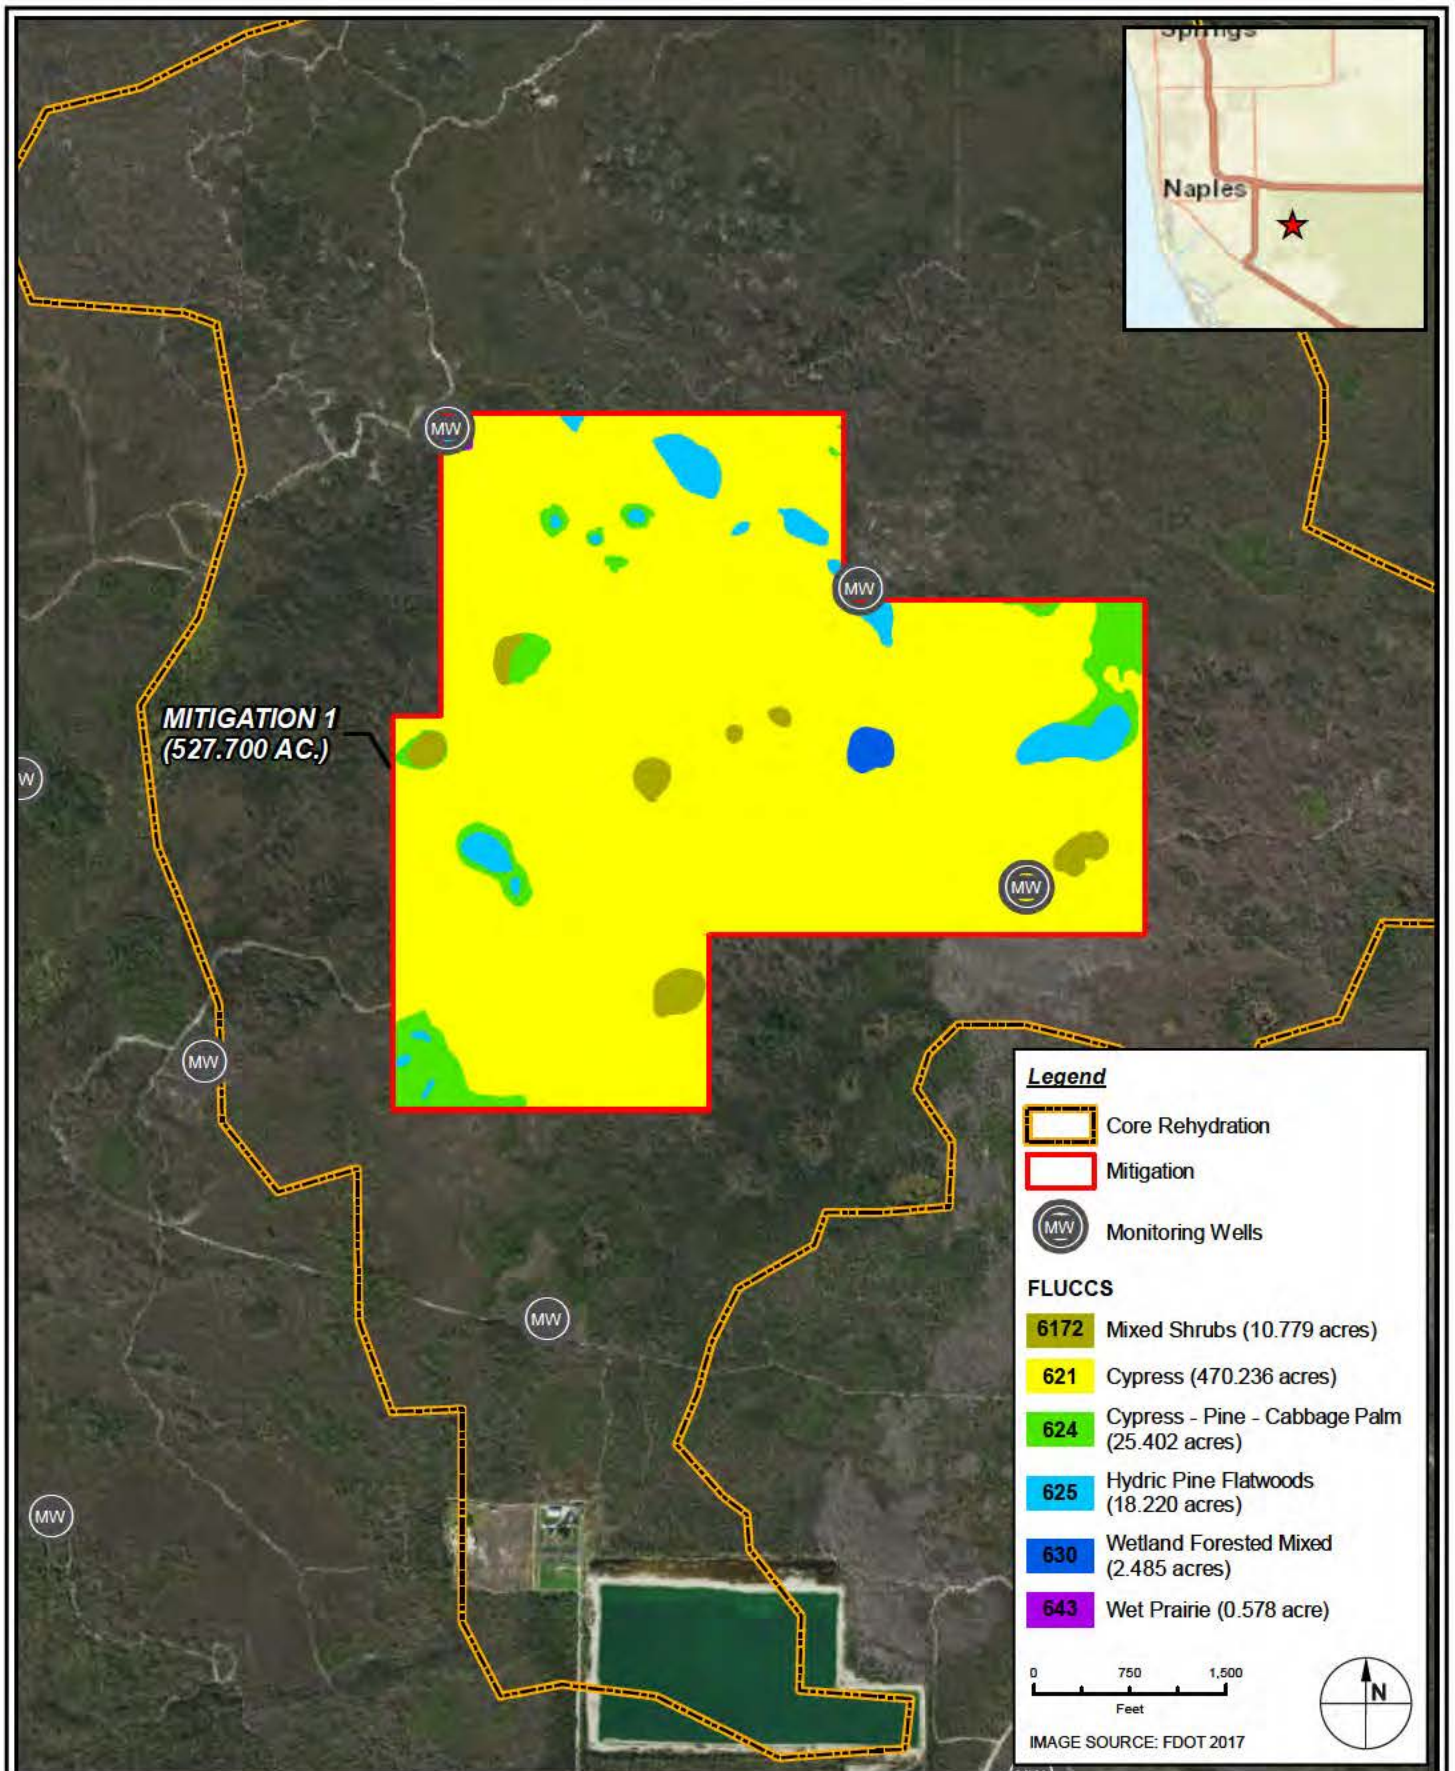 Springs
Naples
MW
MW
MITIGATION 1
(527.700 AC.)
W
MW
MW
MW
MW
Legend
Core Rehydration
Mitigation
MW
Monitoring Wells
FLUCCS
6172 Mixed Shrubs (10.779 acres)
621 Cypress (470.236 acres)
624 Cypress - Pine - Cabbage Palm
(25.402 acres)
625 Hydric Pine Flatwoods
(18.220 acres)
630 Wetland Forested Mixed
(2.485 acres)
643 Wet Prairie (0.578 acre)
0 750 1,500
Feet
N
IMAGE SOURCE: FDOT 2017